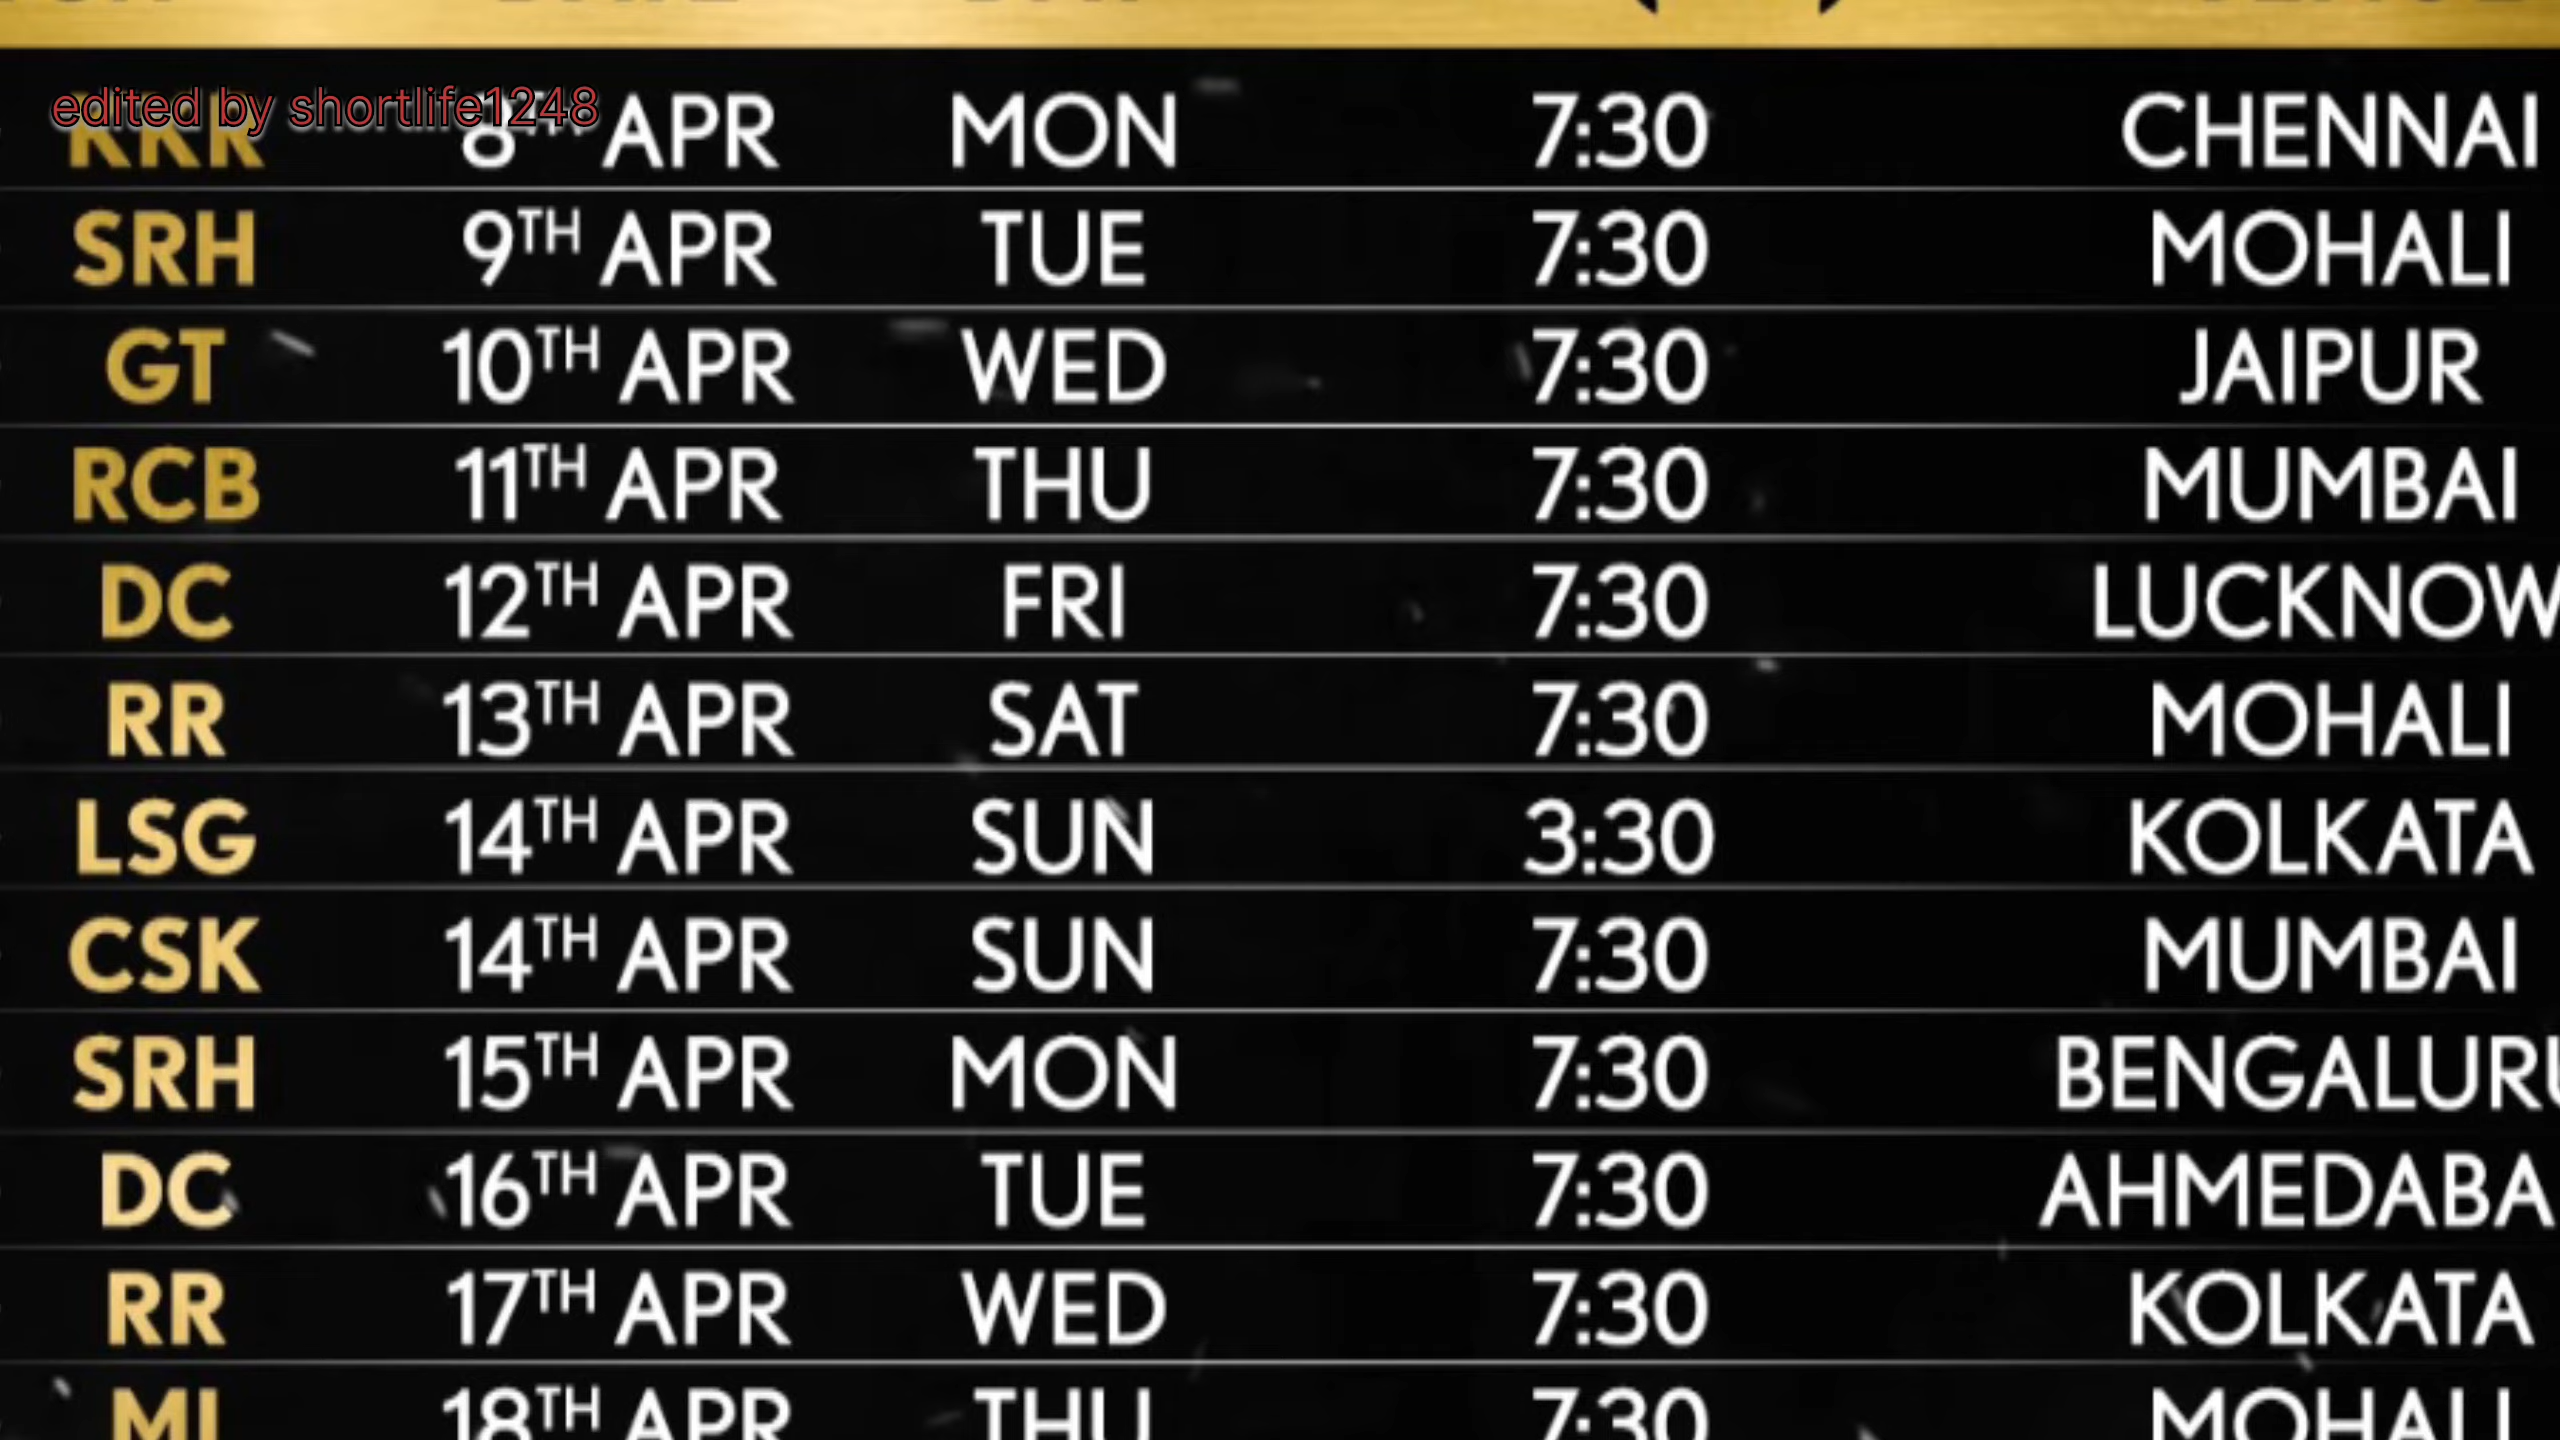 edited by shortlife1248
KKR 8TH APR MON 7:30 CHENNAI
SRH 9TH APR TUE 7:30 MOHALI
GT 10TH APR WED 7:30 JAIPUR
RCB 11TH APR THU 7:30 MUMBAI
DC 12TH APR FRI 7:30 LUCKNOW
RR 13TH APR SAT 7:30 MOHALI
LSG 14TH APR SUN 3:30 KOLKATA
CSK 14TH APR SUN 7:30 MUMBAI
SRH 15TH APR MON 7:30 BENGALURU
DC 16TH APR TUE 7:30 AHMEDABA
RR 17TH APR WED 7:30 KOLKATA
MI 18TH APR THU 7:30 MOHALI